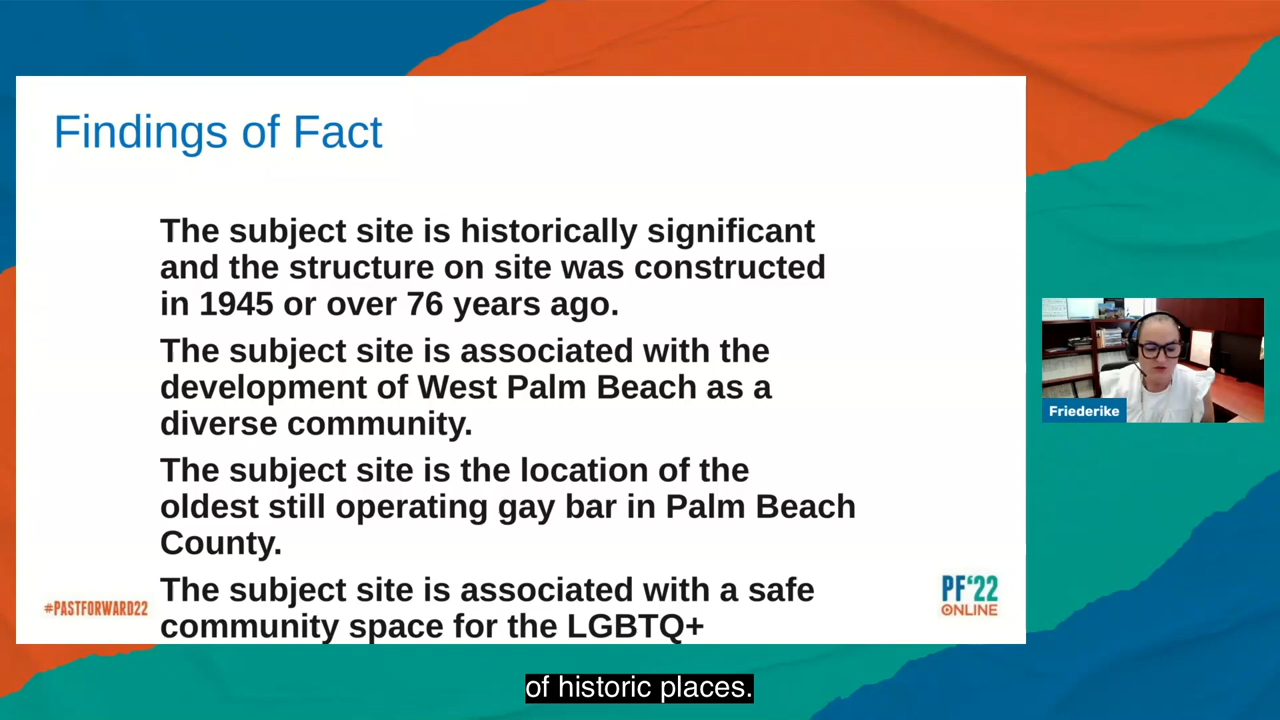 Findings of Fact
The subject site is historically significant
and the structure on site was constructed
in 1945 or over 76 years ago.
The subject site is associated with the
development of West Palm Beach as a
diverse community.
The subject site is the location of the
oldest still operating gay bar in Palm Beach
County.
The subject site is associated with a safe
community space for the LGBTQ+
#PASTFORWARD22
PF'22
ONLINE
Friederike
of historic places.